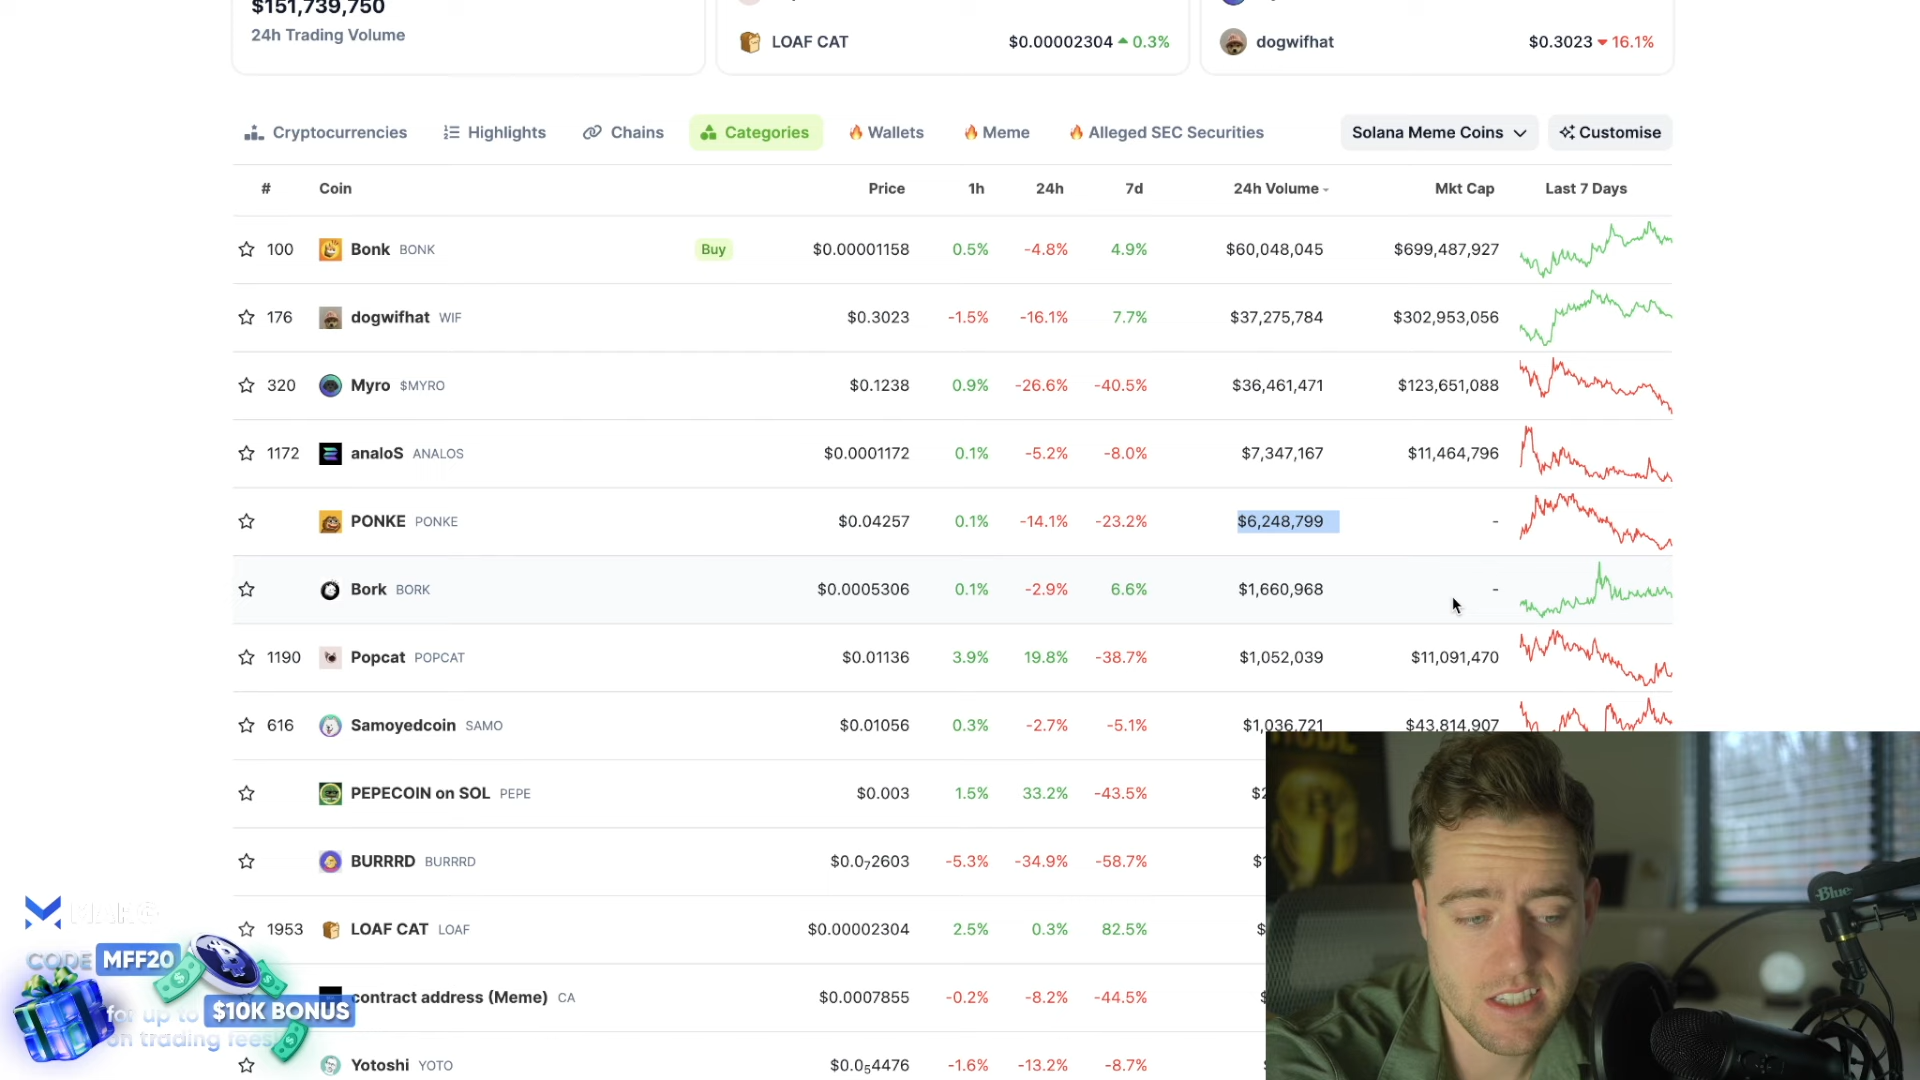 $151,739,750
24h Trading Volume
LOAF CAT $0.00002304 0.3%
dogwifhat $0.3023 16.1%
Cryptocurrencies Highlights Chains Categories Wallets Meme Alleged SEC Securities Solana Meme Coins Customise
# Coin Price 1h 24h 7d 24h Volume Mkt Cap Last 7 Days
100 Bonk BONK Buy $0.00001158 0.5% -4.8% 4.9% $60,048,045 $699,487,927
176 dogwifhat WIF $0.3023 -1.5% -16.1% 7.7% $37,275,784 $302,953,056
320 Myro $MYRO $0.1238 0.9% -26.6% -40.5% $36,461,471 $123,651,088
1172 analoS ANALOS $0.0001172 0.1% -5.2% -8.0% $7,347,167 $11,464,796
PONKE PONKE $0.04257 0.1% -14.1% -23.2% $6,248,799 -
Bork BORK $0.0005306 0.1% -2.9% 6.6% $1,660,968 -
1190 Popcat POPCAT $0.01136 3.9% 19.8% -38.7% $1,052,039 $11,091,470
616 Samoyedcoin SAMO $0.01056 0.3% -2.7% -5.1% $1,036,721 $43,814,907
PEPECOIN on SOL PEPE $0.003 1.5% 33.2% -43.5%
BURRRD BURRRD $0.0₇2603 -5.3% -34.9% -58.7%
1953 LOAF CAT LOAF $0.00002304 2.5% 0.3% 82.5%
contract address (Meme) CA $0.0007855 -0.2% -8.2% -44.5%
Yotoshi YOTO $0.0₅4476 -1.6% -13.2% -8.7%
CODE MFF20
for up to $10K BONUS
on trading fees!
Blue